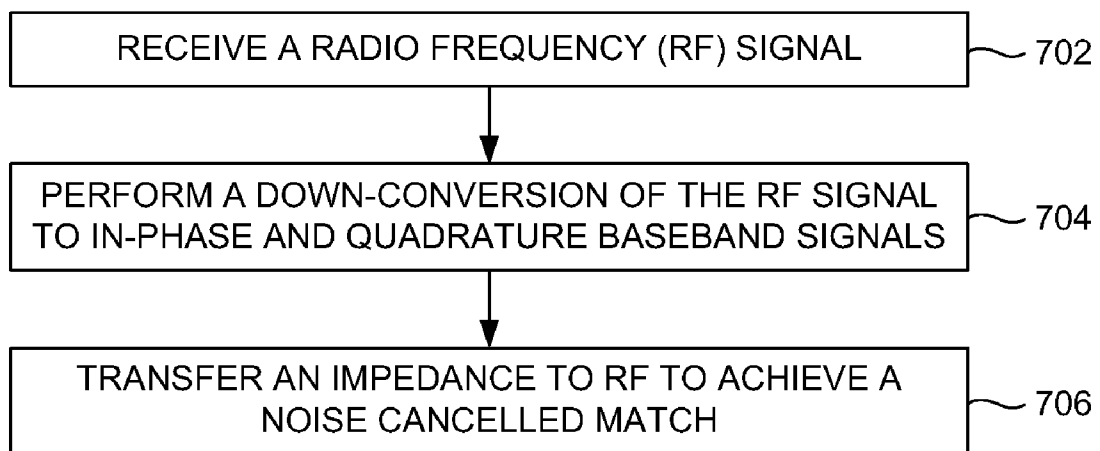 RECEIVE A RADIO FREQUENCY (RF) SIGNAL
702
PERFORM A DOWN-CONVERSION OF THE RF SIGNAL
TO IN-PHASE AND QUADRATURE BASEBAND SIGNALS
704
TRANSFER AN IMPEDANCE TO RF TO ACHIEVE A
NOISE CANCELLED MATCH
706